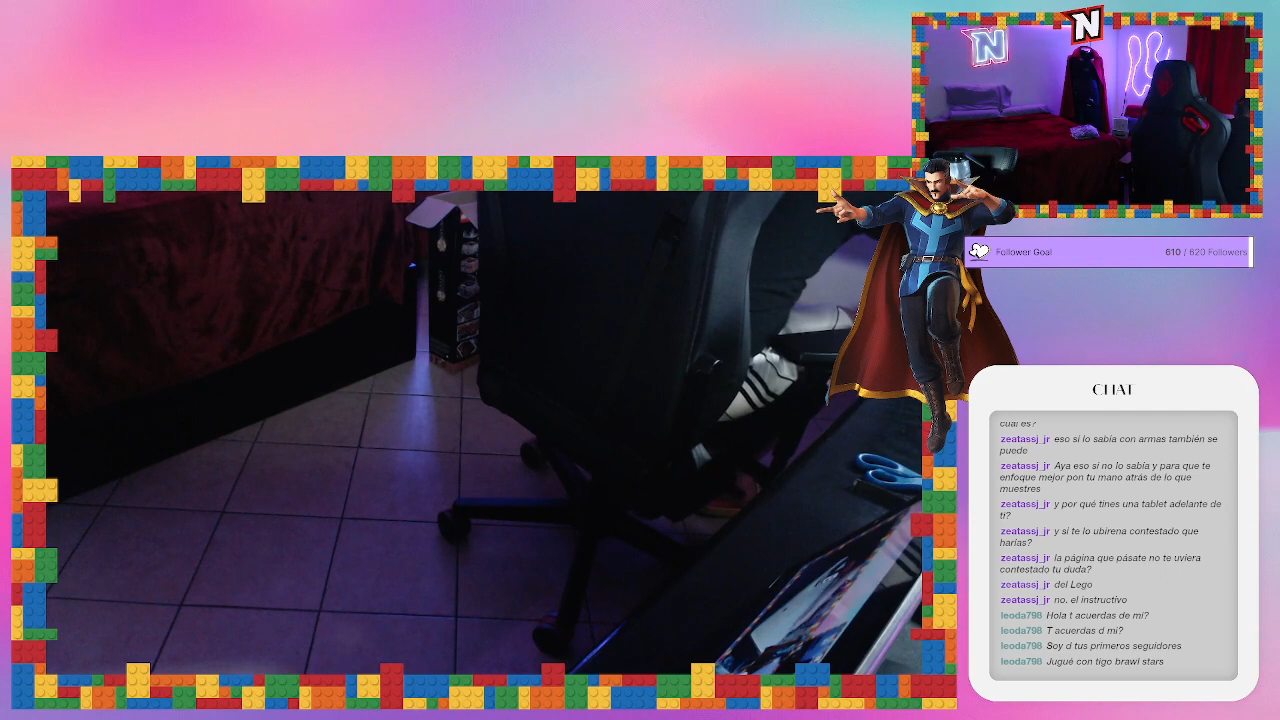 N
N
Follower Goal
610 / 620 Followers
CHAT
cual es?
zeatassj_jr eso si lo sabía con armas también se
puede
zeatassj_jr Aya eso si no lo sabía y para que te
enfoque mejor pon tu mano atrás de lo que
muestres
zeatassj_jr y por qué tines una tablet adelante de
ti?
zeatassj_jr y si te lo ubirena contestado que
harías?
zeatassj_jr la página que pásate no te uviera
contestado tu duda?
zeatassj_jr del Lego
zeatassj_jr no. el instructivo
leoda798 Hola t acuerdas de mi?
leoda798 T acuerdas d mi?
leoda798 Soy d tus primeros seguidores
leoda798 Jugué con tigo brawl stars